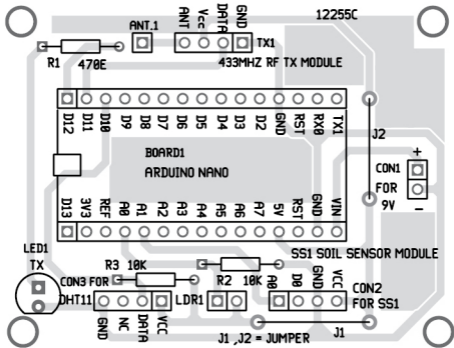 ANT.1
ANT
Vcc
DATA
GND
12255C
TX1
R1
470E
433MHZ RF TX MODULE
D12
D11
D10
D9
D8
D7
D6
D5
D4
D3
D2
GND
RST
RX0
TX1
J2
BOARD1
ARDUINO NANO
+
CON1
FOR
9V
–
D13
3V3
REF
A0
A1
A2
A3
A4
A5
A6
A7
5V
RST
GND
VIN
LED1
TX
SS1 SOIL SENSOR MODULE
R3 10K
CON3 FOR
DHT11
R2 10K
LDR1
A0
D0
GND
VCC
CON2
FOR SS1
GND
NC
DATA
VCC
J1
J1 ,J2 = JUMPER